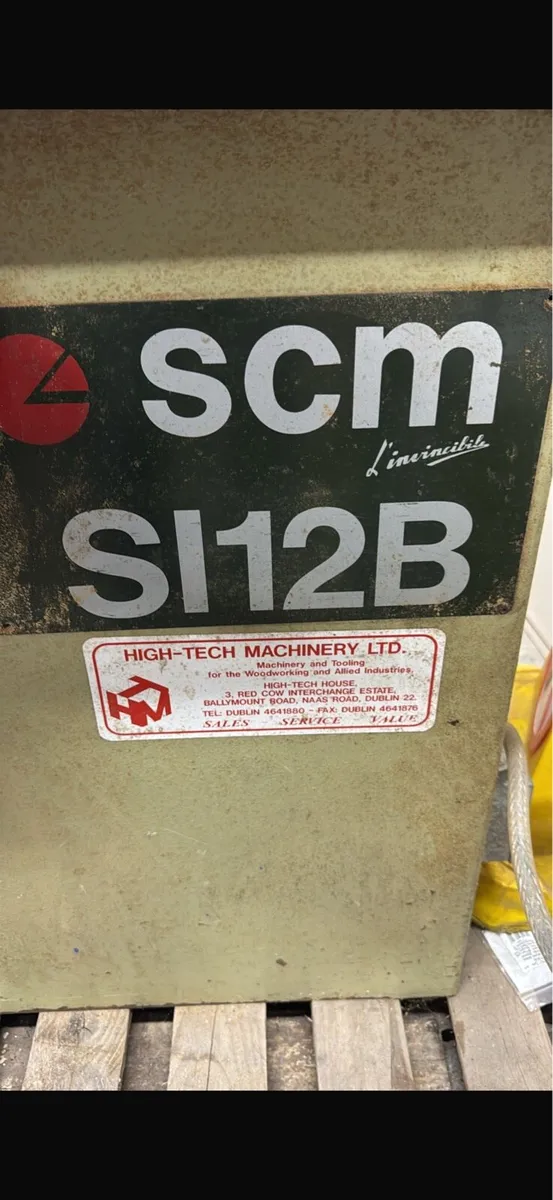 scm
L'invincibile
SI12B
HIGH-TECH MACHINERY LTD.
Machinery and Tooling
for the Woodworking and Allied Industries.
HIGH-TECH HOUSE,
3, RED COW INTERCHANGE ESTATE,
BALLYMOUNT ROAD, NAAS ROAD, DUBLIN 22.
TEL: DUBLIN 4641880 - FAX: DUBLIN 4641876
SALES SERVICE VALUE
HM